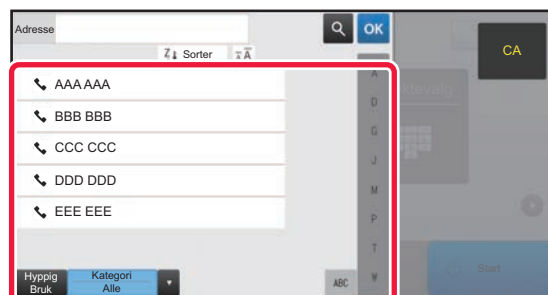 Adresse
OK
CA
Sorter
AAA AAA
BBB BBB
CCC CCC
DDD DDD
EEE EEE
A
D
G
J
M
P
T
W
Hyppig
Bruk
Kategori
Alle
ABC
Start